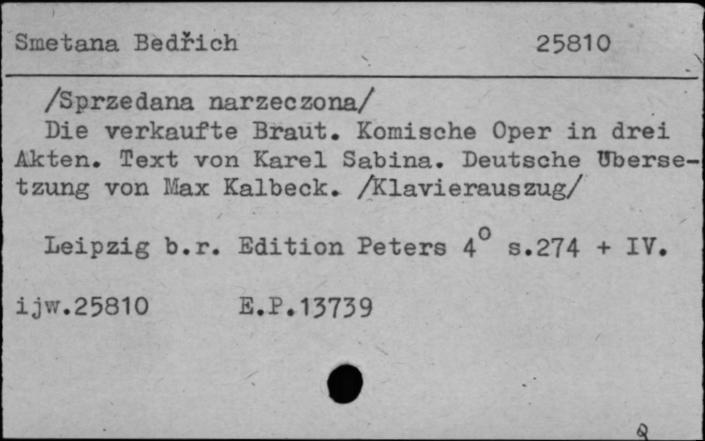 Smetana Bedřich 25810
/Sprzedana narzeczona/
Die verkaufte Braut. Komische Oper in drei
Akten. Text von Karel Sabina. Deutsche Überse-
tzung von Max Kalbeck. /Klavierauszug/
Leipzig b.r. Edition Peters 4° s.274 + IV.
ijw.25810 E.P.13739